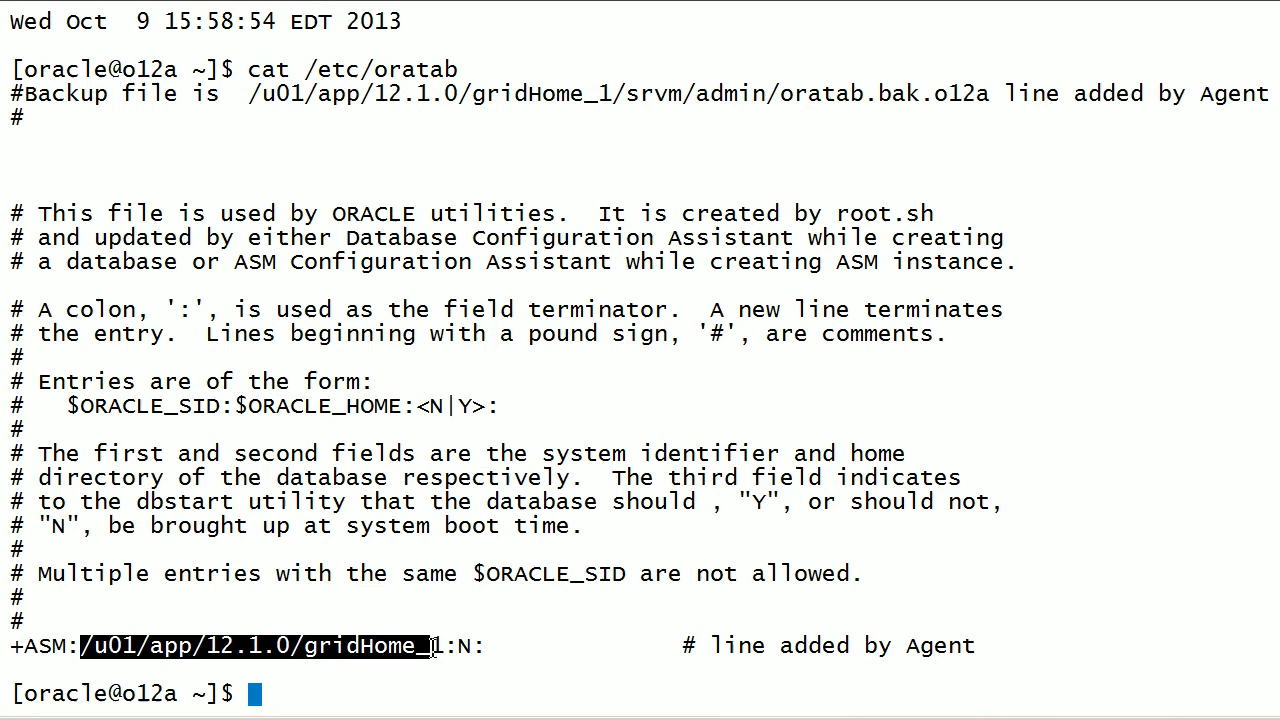 Wed Oct  9 15:58:54 EDT 2013
[oracle@o12a ~]$ cat /etc/oratab
#Backup file is  /u01/app/12.1.0/gridHome_1/srvm/admin/oratab.bak.o12a line added by Agent
#
# This file is used by ORACLE utilities.  It is created by root.sh
# and updated by either Database Configuration Assistant while creating
# a database or ASM Configuration Assistant while creating ASM instance.
# A colon, ':', is used as the field terminator.  A new line terminates
# the entry.  Lines beginning with a pound sign, '#', are comments.
#
# Entries are of the form:
#   $ORACLE_SID:$ORACLE_HOME:<N|Y>:
#
# The first and second fields are the system identifier and home
# directory of the database respectively.  The third field indicates
# to the dbstart utility that the database should , "Y", or should not,
# "N", be brought up at system boot time.
#
# Multiple entries with the same $ORACLE_SID are not allowed.
#
#
+ASM:/u01/app/12.1.0/gridHome_1:N:              # line added by Agent
[oracle@o12a ~]$